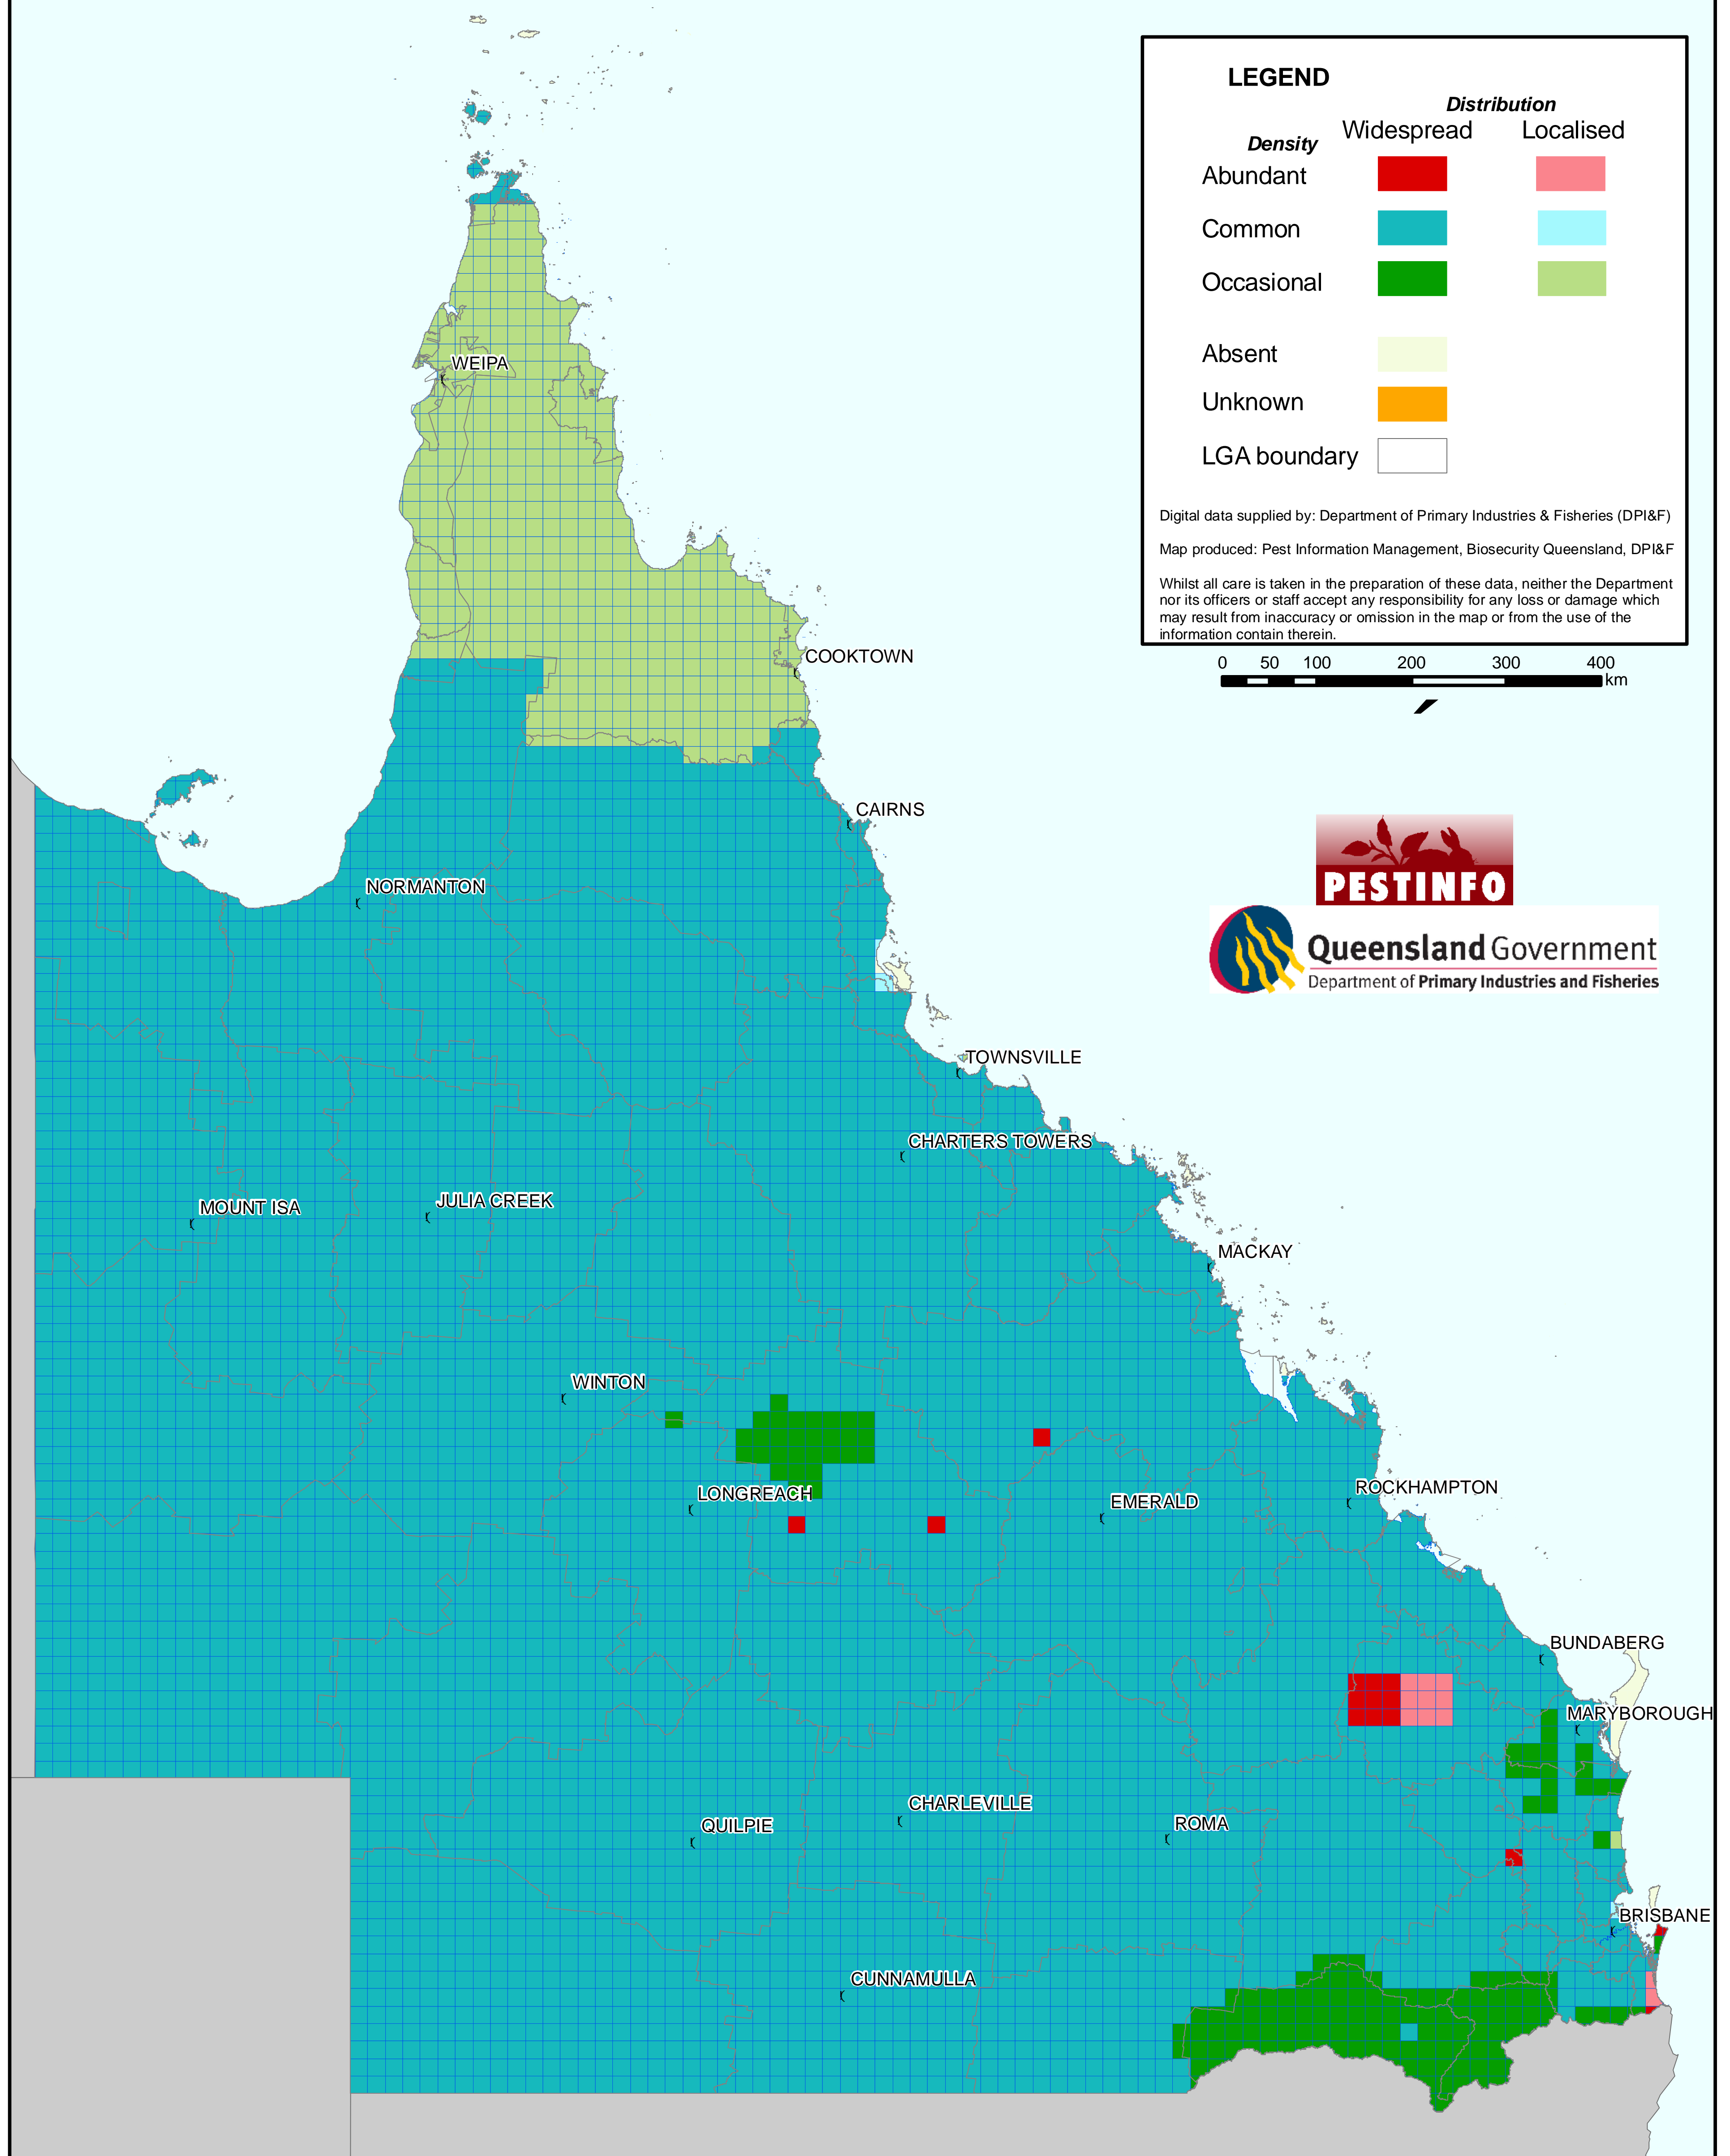 LEGEND
Distribution
Density Widespread Localised
Abundant
Common
Occasional
Absent
Unknown
LGA boundary
Digital data supplied by: Department of Primary Industries & Fisheries (DPI&F)
Map produced: Pest Information Management, Biosecurity Queensland, DPI&F
Whilst all care is taken in the preparation of these data, neither the Department
nor its officers or staff accept any responsibility for any loss or damage which
may result from inaccuracy or omission in the map or from the use of the
information contain therein.
0 50 100 200 300 400
km
WEIPA
COOKTOWN
CAIRNS
PESTINFO
NORMANTON
Queensland Government
Department of Primary Industries and Fisheries
TOWNSVILLE
CHARTERS TOWERS
MOUNT ISA
JULIA CREEK
MACKAY
WINTON
LONGREACH
EMERALD
ROCKHAMPTON
BUNDABERG
MARYBOROUGH
CHARLEVILLE
QUILPIE
ROMA
BRISBANE
CUNNAMULLA